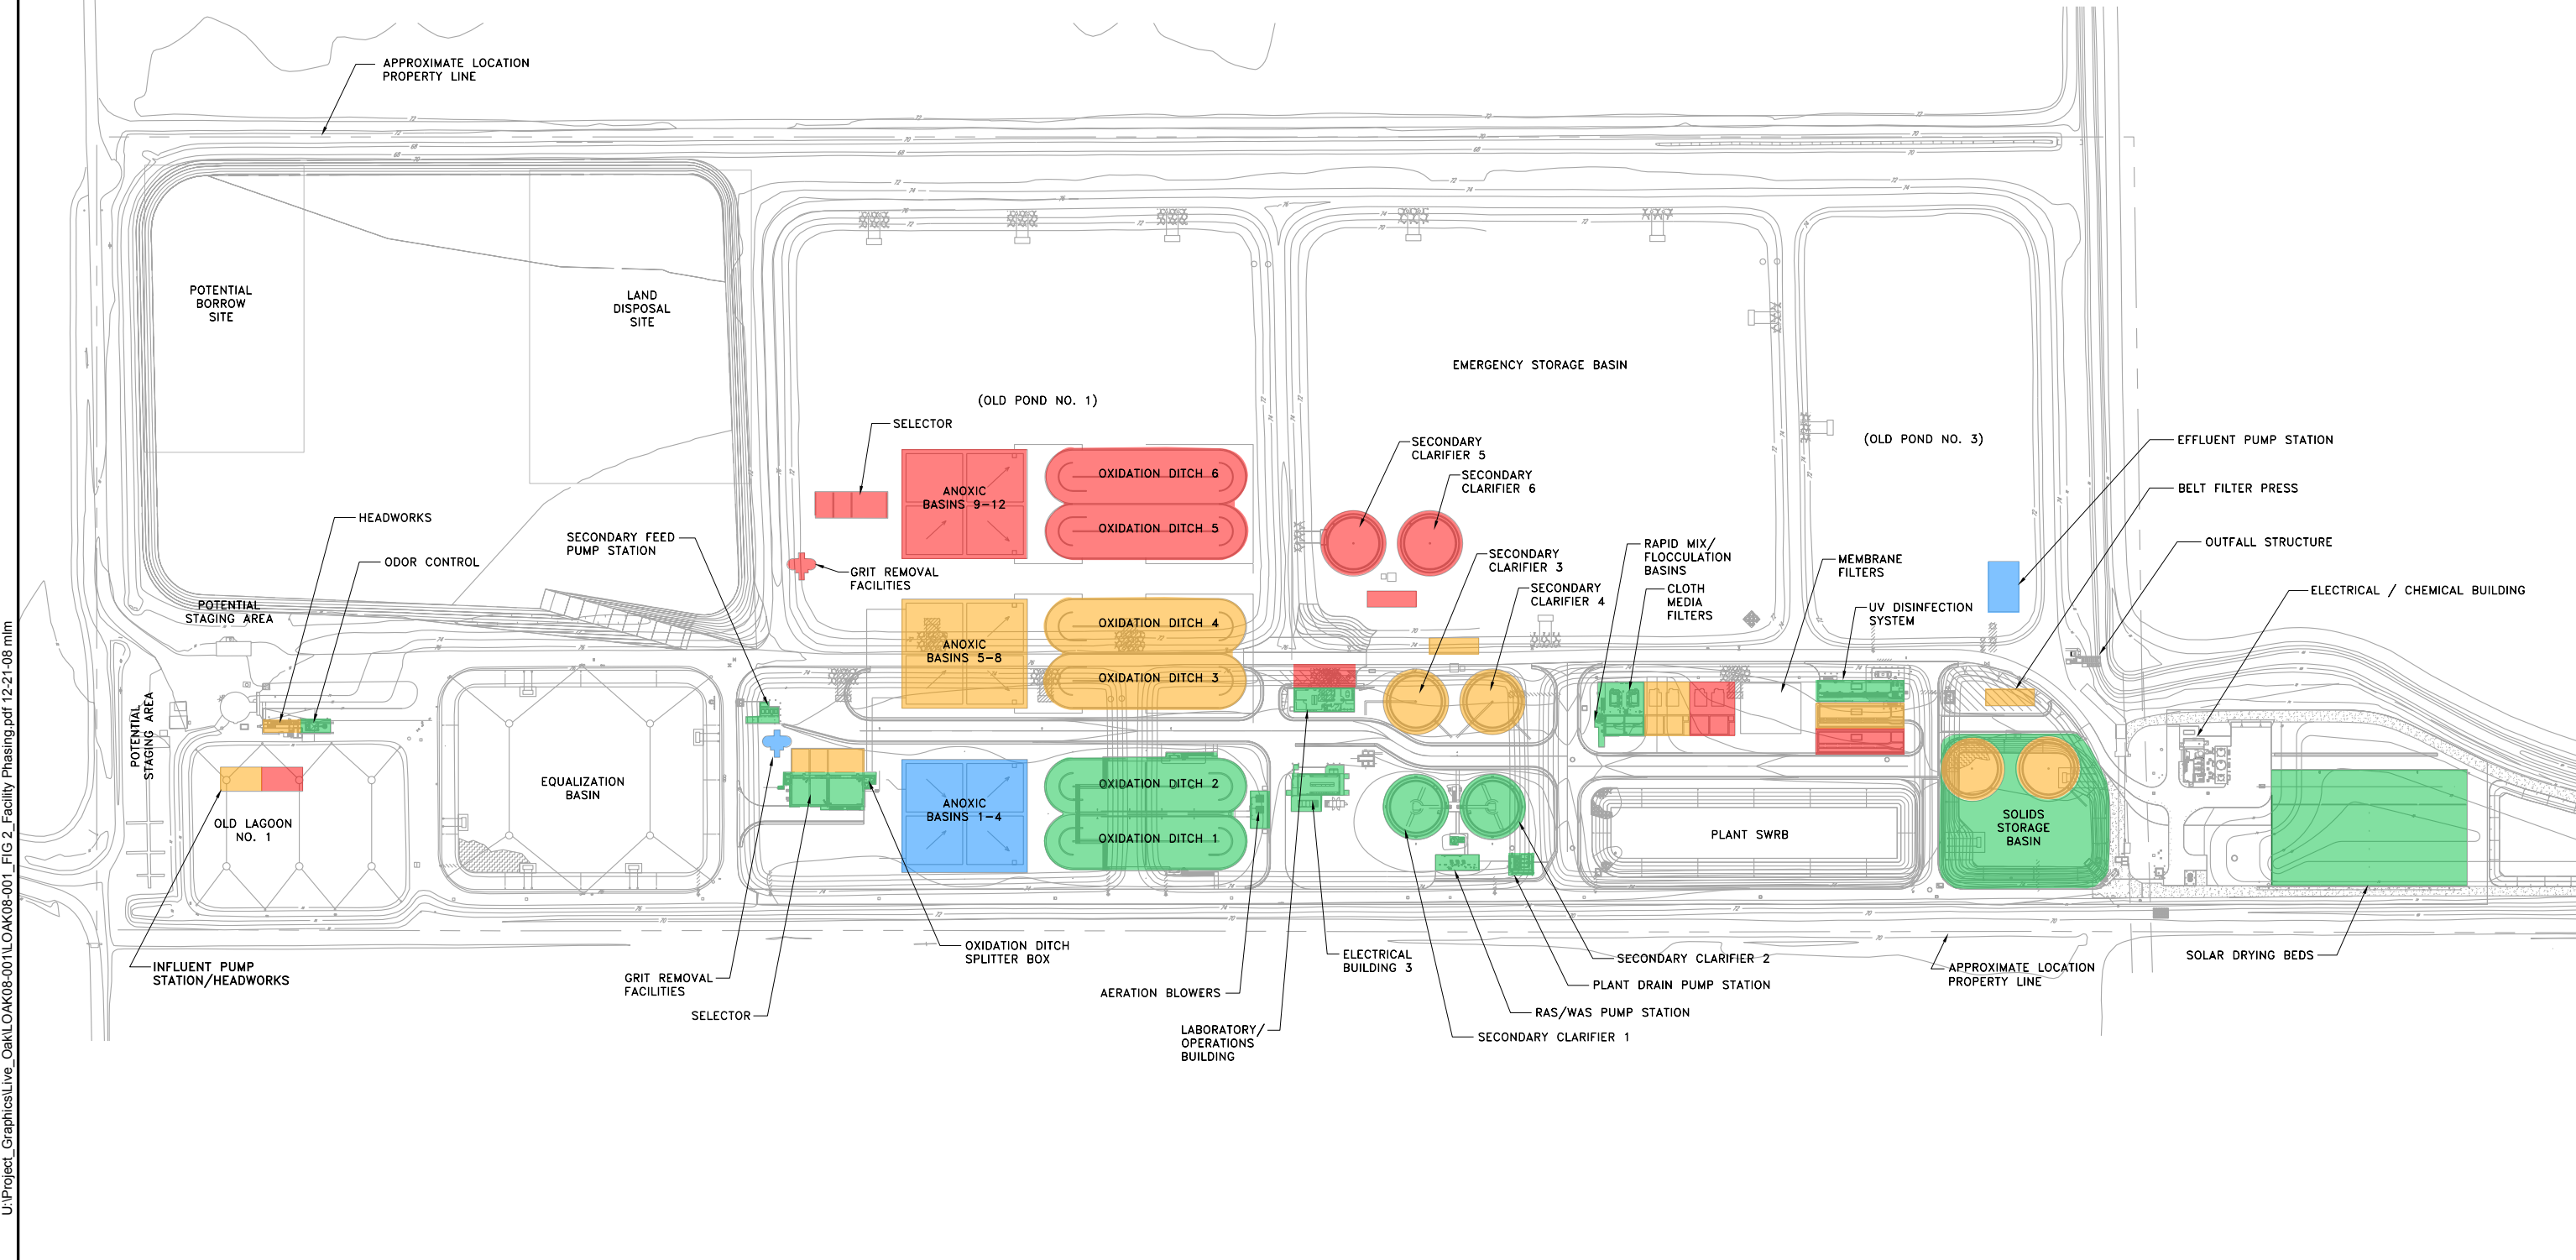 APPROXIMATE LOCATION
PROPERTY LINE
POTENTIAL
BORROW
SITE
LAND
DISPOSAL
SITE
EMERGENCY STORAGE BASIN
(OLD POND NO. 1)
(OLD POND NO. 3)
SELECTOR
SECONDARY
CLARIFIER 5
SECONDARY
CLARIFIER 6
EFFLUENT PUMP STATION
BELT FILTER PRESS
OUTFALL STRUCTURE
ELECTRICAL / CHEMICAL BUILDING
OXIDATION DITCH 6
ANOXIC
BASINS 9-12
OXIDATION DITCH 5
HEADWORKS
ODOR CONTROL
SECONDARY FEED
PUMP STATION
GRIT REMOVAL
FACILITIES
SECONDARY
CLARIFIER 3
SECONDARY
CLARIFIER 4
RAPID MIX/
FLOCCULATION
BASINS
CLOTH
MEDIA
FILTERS
MEMBRANE
FILTERS
UV DISINFECTION
SYSTEM
POTENTIAL
STAGING AREA
POTENTIAL
STAGING AREA
OXIDATION DITCH 4
ANOXIC
BASINS 5-8
OXIDATION DITCH 3
EQUALIZATION
BASIN
OLD LAGOON
NO. 1
OXIDATION DITCH 2
ANOXIC
BASINS 1-4
OXIDATION DITCH 1
PLANT SWRB
SOLIDS
STORAGE
BASIN
INFLUENT PUMP
STATION/HEADWORKS
GRIT REMOVAL
FACILITIES
SELECTOR
OXIDATION DITCH
SPLITTER BOX
AERATION BLOWERS
LABORATORY/
OPERATIONS
BUILDING
ELECTRICAL
BUILDING 3
SECONDARY CLARIFIER 2
PLANT DRAIN PUMP STATION
RAS/WAS PUMP STATION
SECONDARY CLARIFIER 1
APPROXIMATE LOCATION
PROPERTY LINE
SOLAR DRYING BEDS
U:\Project_Graphics\Live_Oak\LOAK08-001\LOAK08-001_FIG 2_Facility Phasing.pdf 12-21-08 mlm